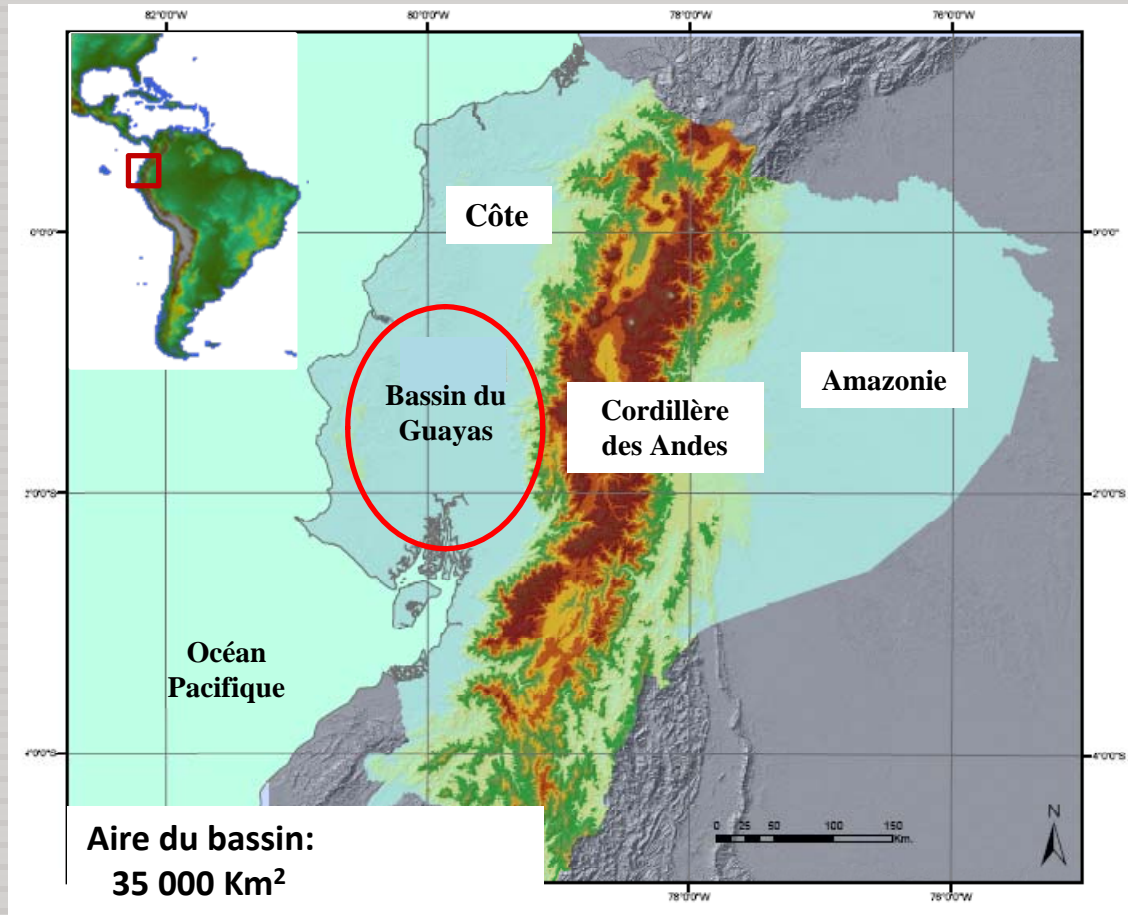 82°0'0"W
80°0'0"W
78°0'0"W
76°0'0"W
Côte
0°0'0"
0°0'0"
Bassin du
Guayas
Cordillère
des Andes
Amazonie
2°0'0"S
2°0'0"S
Océan
Pacifique
4°0'0"S
4°0'0"S
N
0 25 50 100 150
Km.
Aire du bassin:
35 000 Km²
78°0'0"W
76°0'0"W